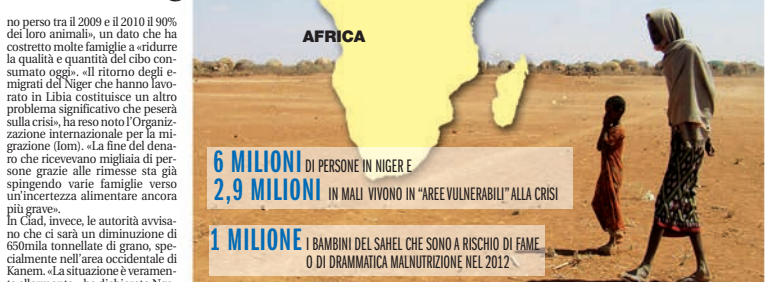 no perso tra il 2009 e il 2010 il 90%
dei loro animali», un dato che ha
costretto molte famiglie a «ridurre
la qualità e quantità del cibo con-
sumato oggi». «Il ritorno degli e-
migrati del Niger che hanno lavo-
rato in Libia costituisce un altro
problema significativo che peserà
sulla crisi», ha reso noto l'Organiz-
zazione internazionale per la mi-
grazione (Iom). «La fine del dena-
ro che ricevevano migliaia di per-
sone grazie alle rimesse sta già
spingendo varie famiglie verso
un'incertezza alimentare ancora
più grave».
In Ciad, invece, le autorità avvisa-
no che ci sarà un diminuzione di
650mila tonnellate di grano, spe-
cialmente nell'area occidentale di
Kanem. «La situazione è veramen-
AFRICA
6 MILIONI DI PERSONE IN NIGER E
2,9 MILIONI IN MALI VIVONO IN "AREE VULNERABILI" ALLA CRISI
1 MILIONE I BAMBINI DEL SAHEL CHE SONO A RISCHIO DI FAME
O DI DRAMMATICA MALNUTRIZIONE NEL 2012